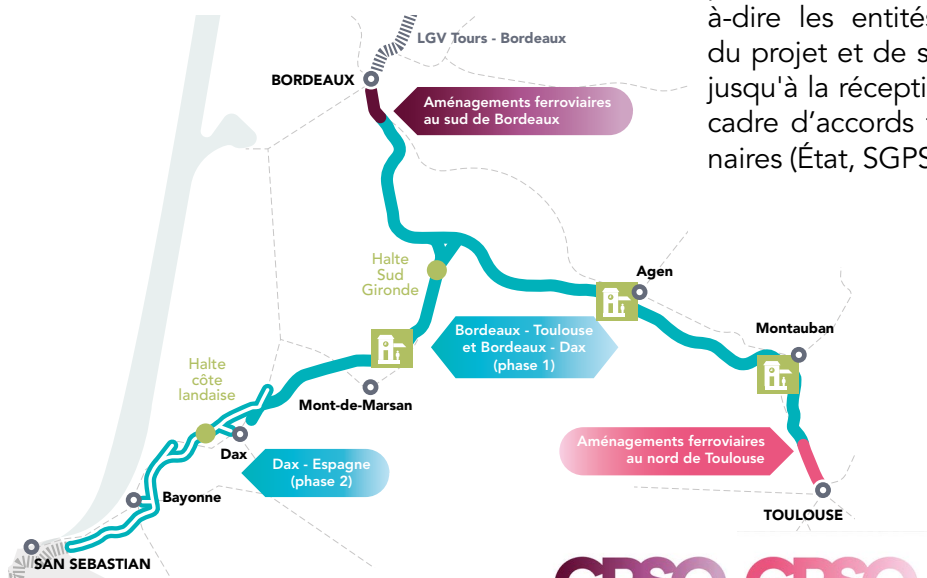 à-dire les entités
du projet et de s
jusqu'à la récepti
cadre d'accords
naires (État, SGPS
LGV Tours - Bordeaux
BORDEAUX
Aménagements ferroviaires
au sud de Bordeaux
Halte
Sud
Gironde
Agen
Bordeaux - Toulouse
et Bordeaux - Dax
(phase 1)
Montauban
Halte
côte
landaise
Mont-de-Marsan
Dax
Dax - Espagne
(phase 2)
Aménagements ferroviaires
au nord de Toulouse
Bayonne
TOULOUSE
SAN SEBASTIAN